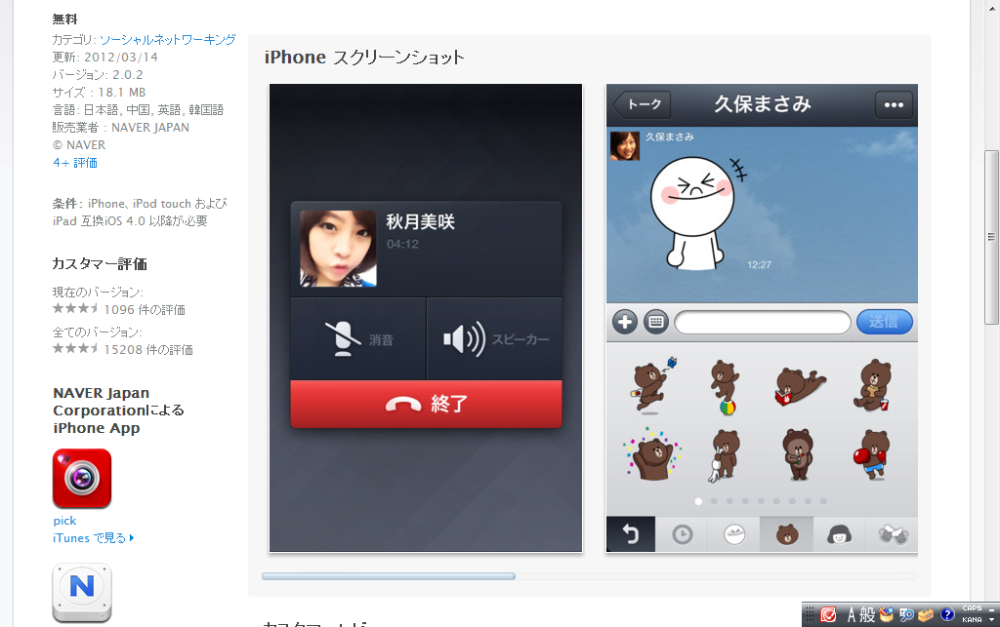 無料
カテゴリ: ソーシャルネットワーキング
更新: 2012/03/14
バージョン: 2.0.2
サイズ : 18.1 MB
言語: 日本語, 中国, 英語, 韓国語
販売業者 : NAVER JAPAN
© NAVER
4+ 評価
条件: iPhone、iPod touch および
iPad 互換iOS 4.0 以降が必要
カスタマー評価
現在のバージョン:
1096 件の評価
全てのバージョン:
15208 件の評価
NAVER Japan
Corporationによる
iPhone App
pick
iTunes で見る
N
iPhone スクリーンショット
秋月美咲
04:12
消音
スピーカー
終了
トーク
久保まさみ
久保まさみ
12:27
送信
A 般
CAPS
KANA